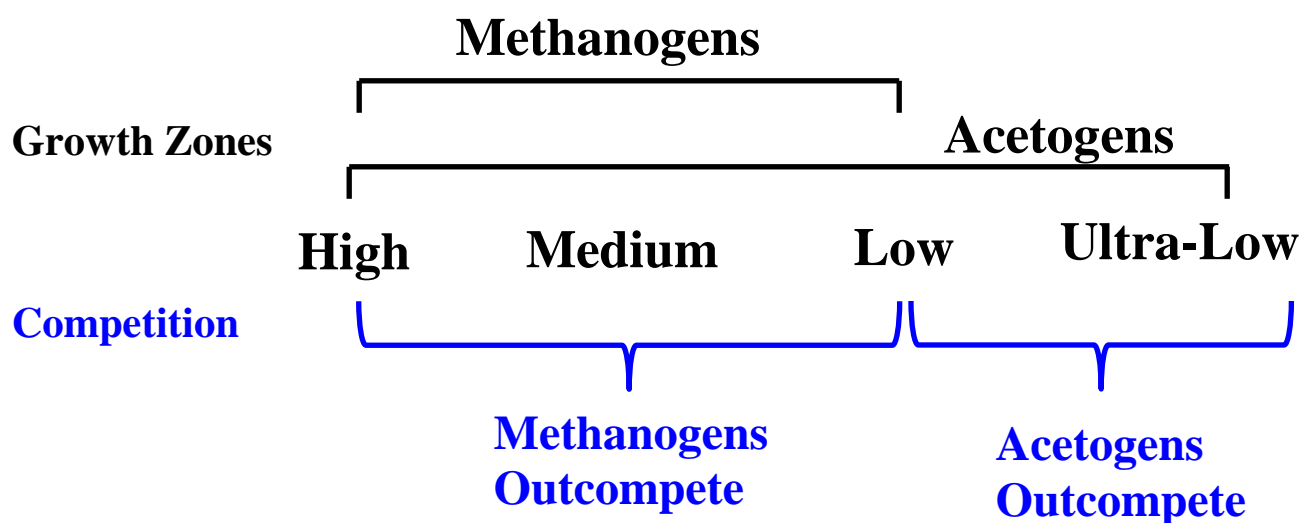 Methanogens
Growth Zones
Acetogens
High Medium Low Ultra-Low
Competition
Methanogens
Outcompete
Acetogens
Outcompete